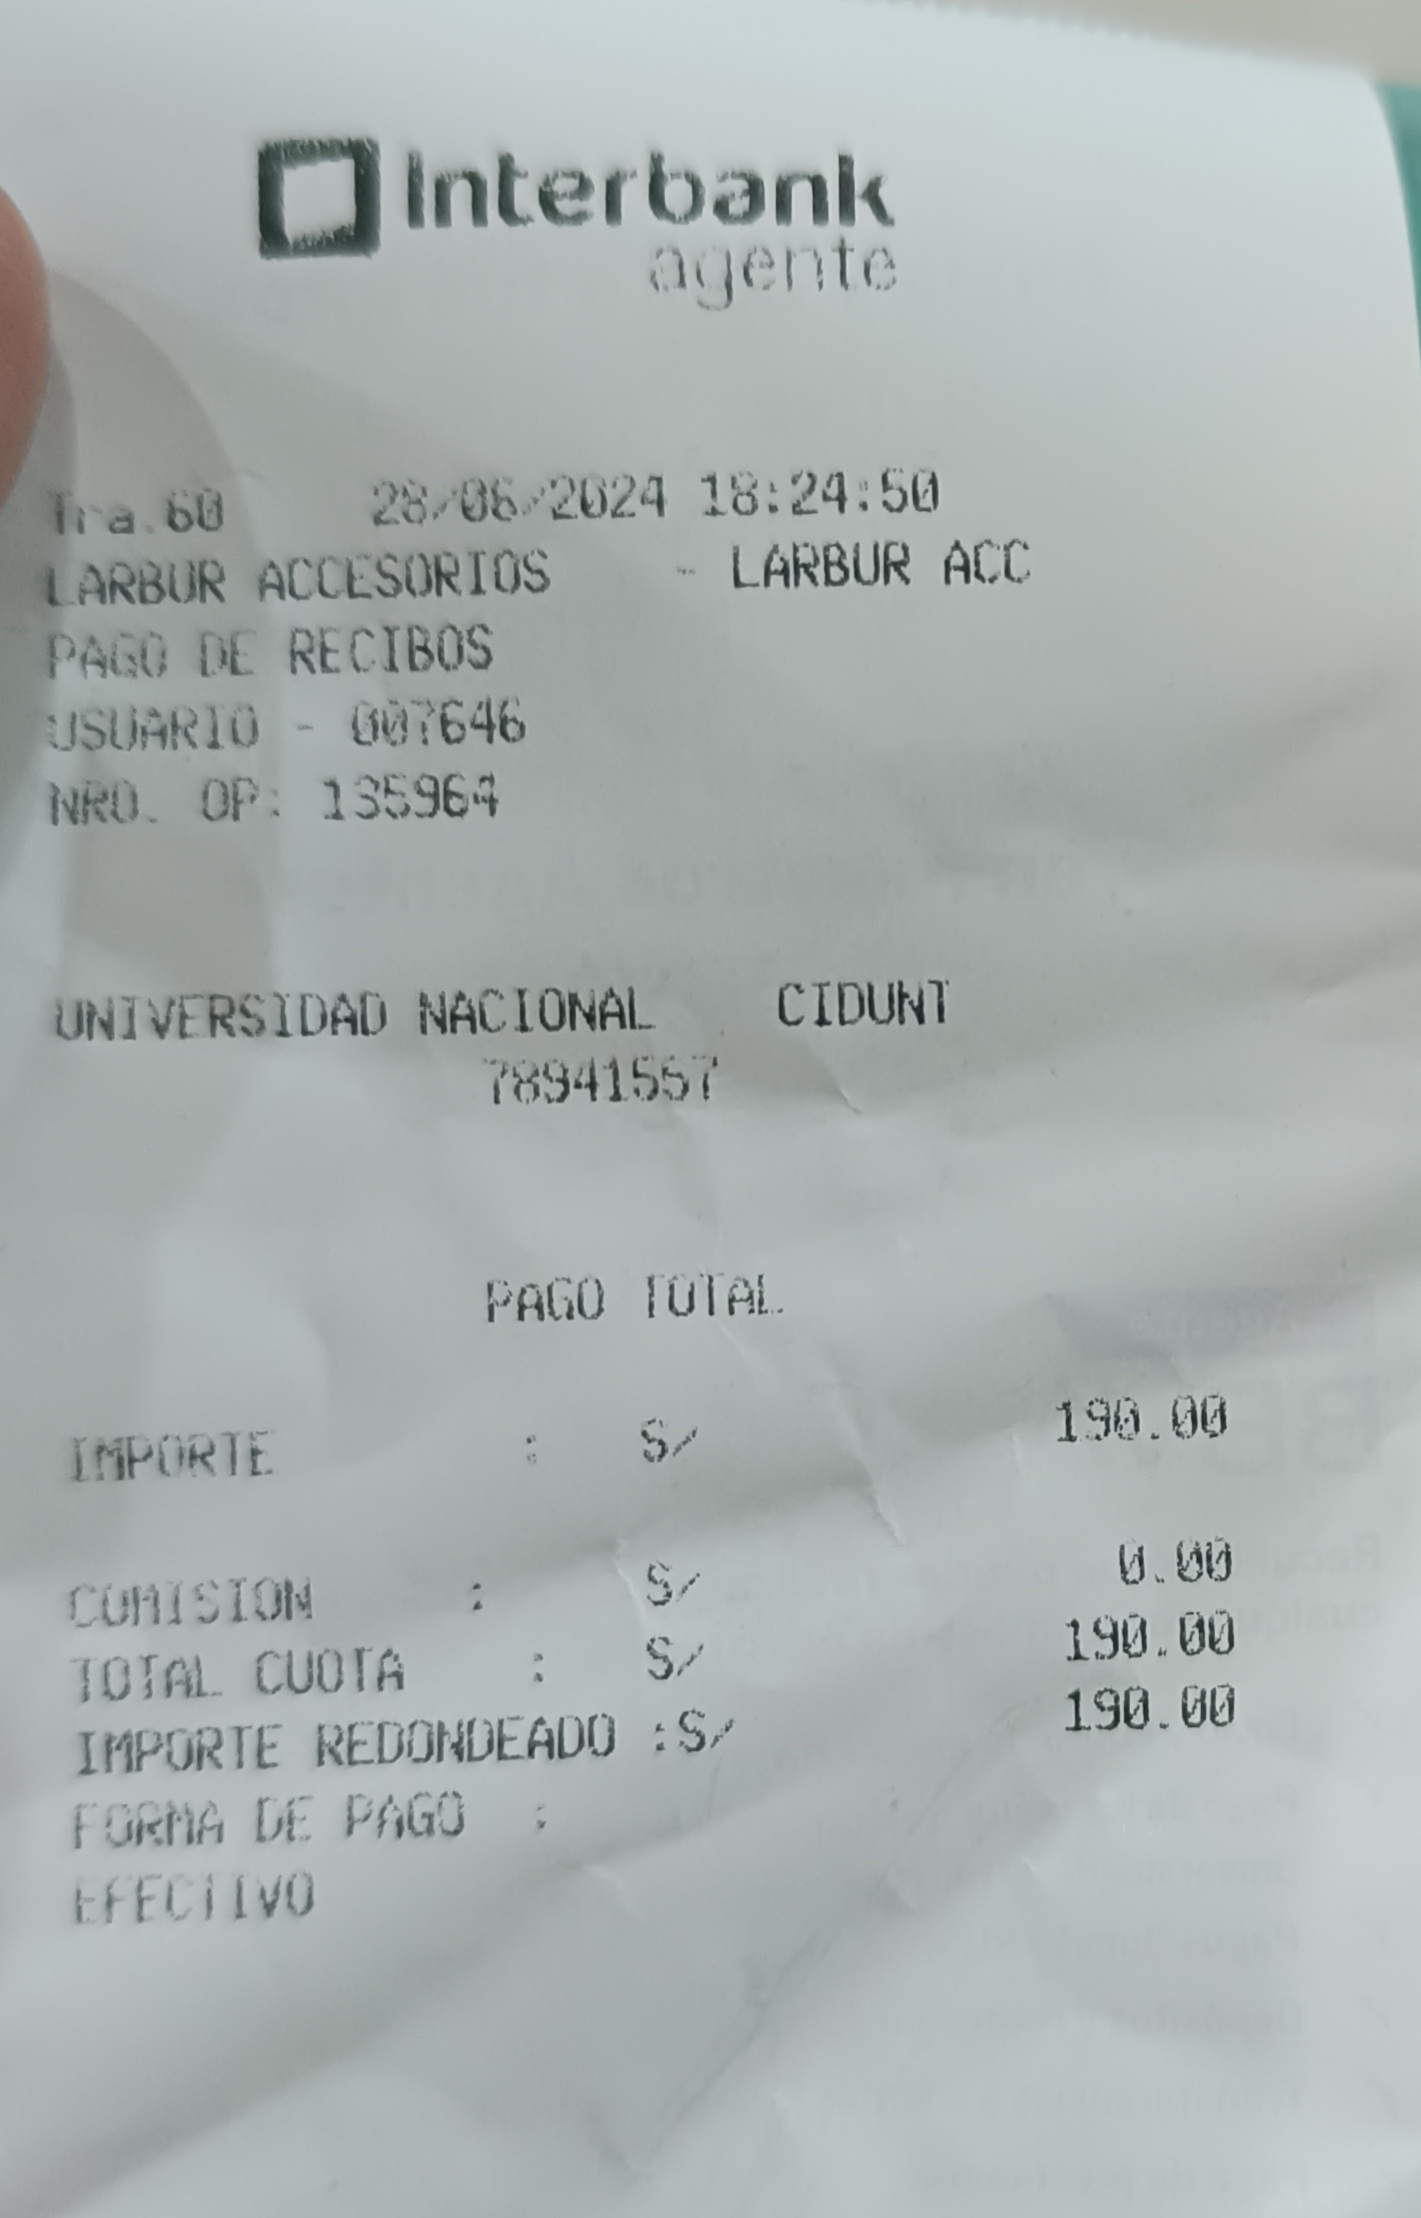 Interbank
agente
Tra.60 28/06/2024 18:24:50
LARBUR ACCESORIOS - LARBUR ACC
PAGO DE RECIBOS
USUARIO - 007646
NRO. OP: 135964
UNIVERSIDAD NACIONAL CIDUNT
78941557
PAGO TOTAL
IMPORTE : S/ 190.00
COMISION : S/ 0.00
TOTAL CUOTA : S/ 190.00
IMPORTE REDONDEADO :S/ 190.00
FORMA DE PAGO :
EFECTIVO